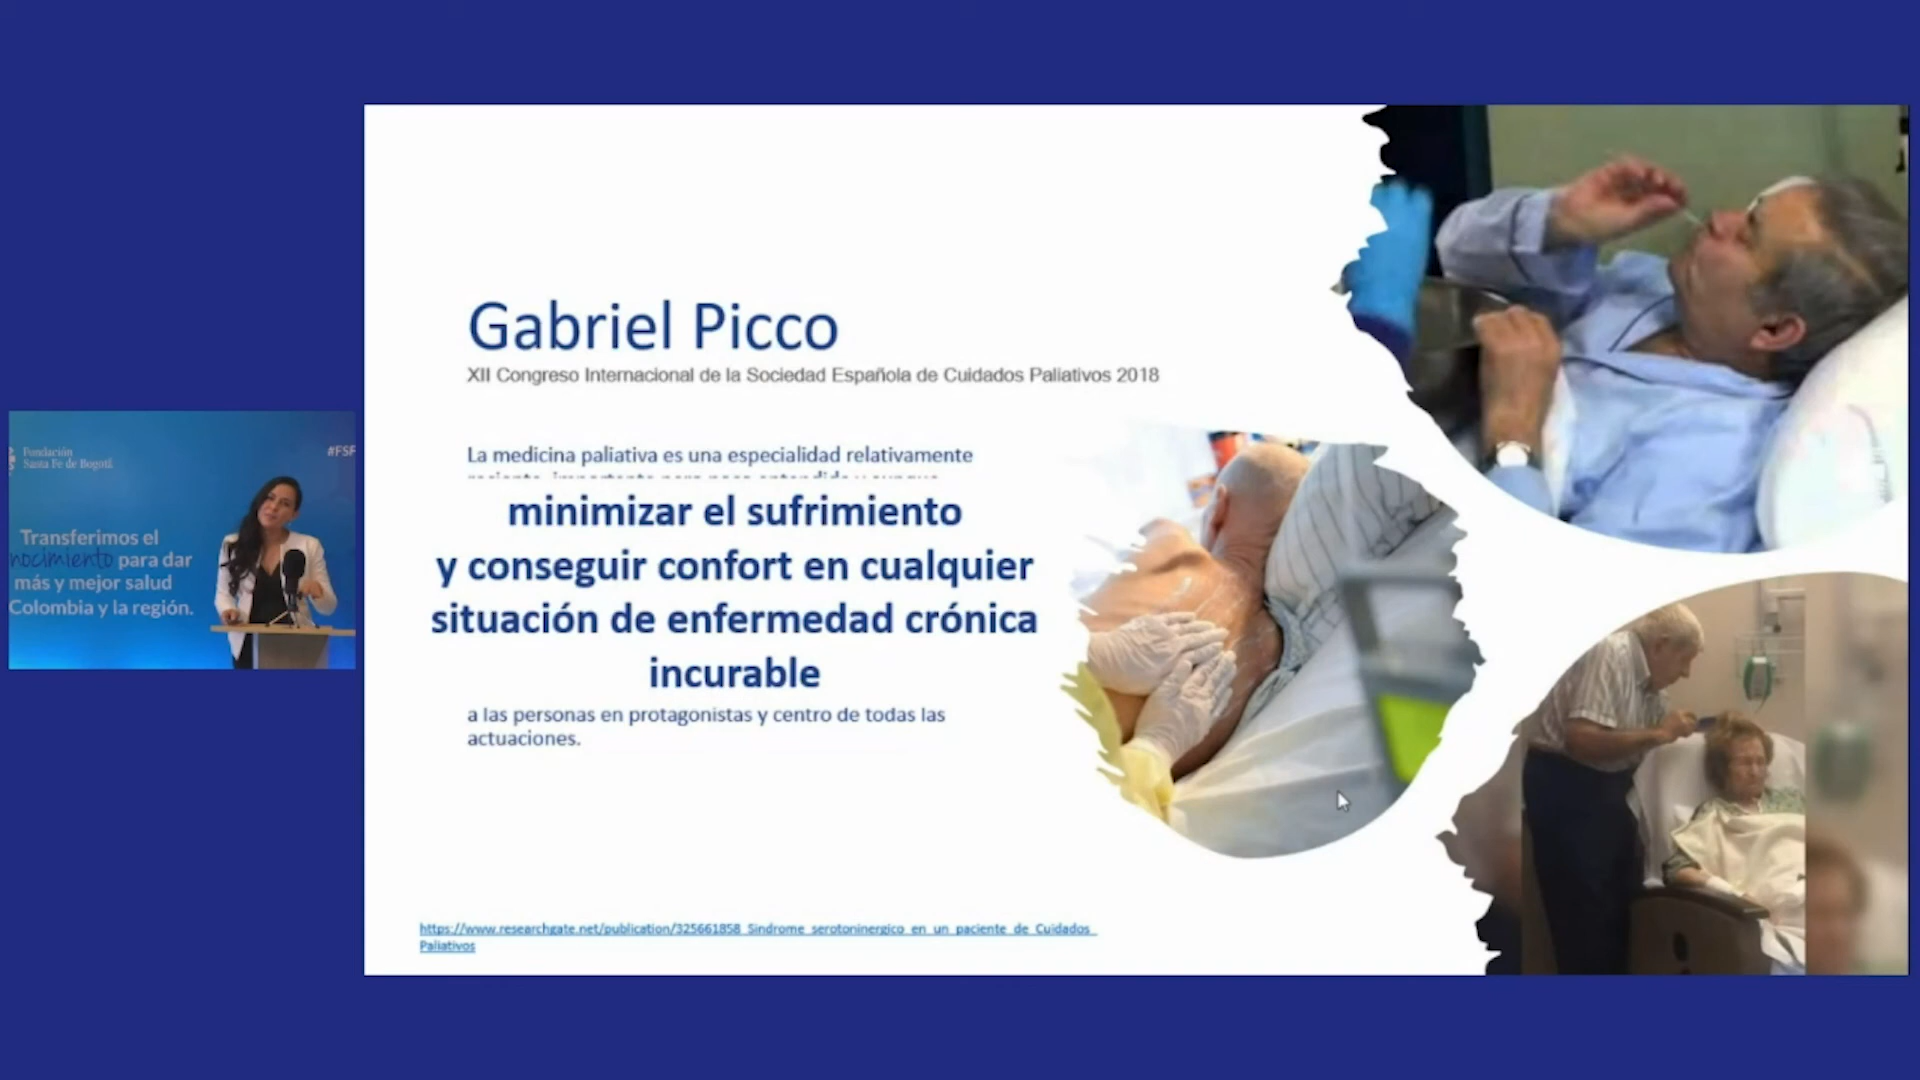 Gabriel Picco
XII Congreso Internacional de la Sociedad Española de Cuidados Paliativos 2018
La medicina paliativa es una especialidad relativamente
minimizar el sufrimiento
y conseguir confort en cualquier
situación de enfermedad crónica
incurable
a las personas en protagonistas y centro de todas las
actuaciones.
https://www.researchgate.net/publication/325661858_Sindrome_serotoninergico_en_un_paciente_de_Cuidados_
Paliativos
Fundación
Santa Fe de Bogotá
#FSF
Transferimos el
nocimiento para dar
más y mejor salud
Colombia y la región.